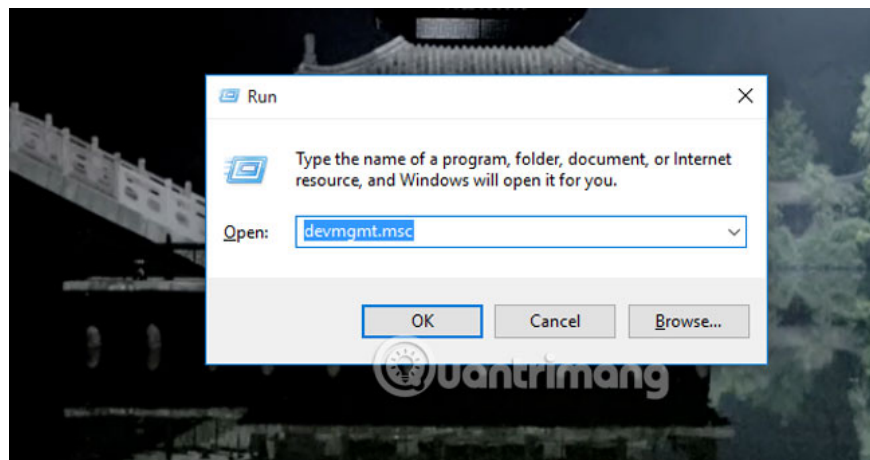 Run
Type the name of a program, folder, document, or Internet
resource, and Windows will open it for you.
Open: devmgmt.msc
OK Cancel Browse...
Quantrimang